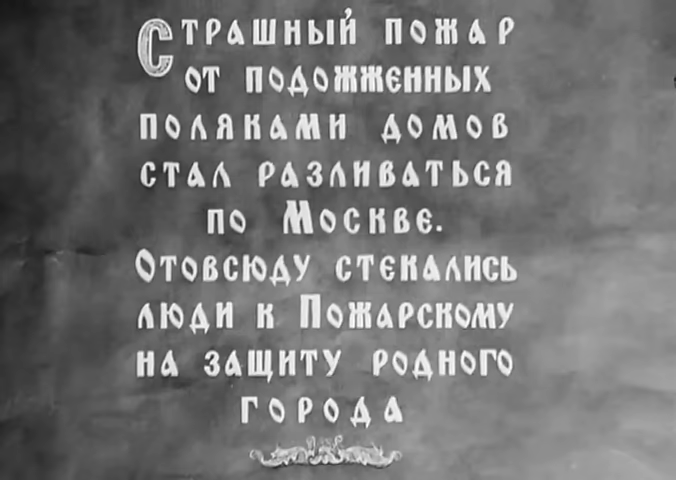 Страшный пожар
от подожженных
поляками домов
стал разливаться
по Москве.
Отовсюду стекались
люди к Пожарскому
на защиту родного
города